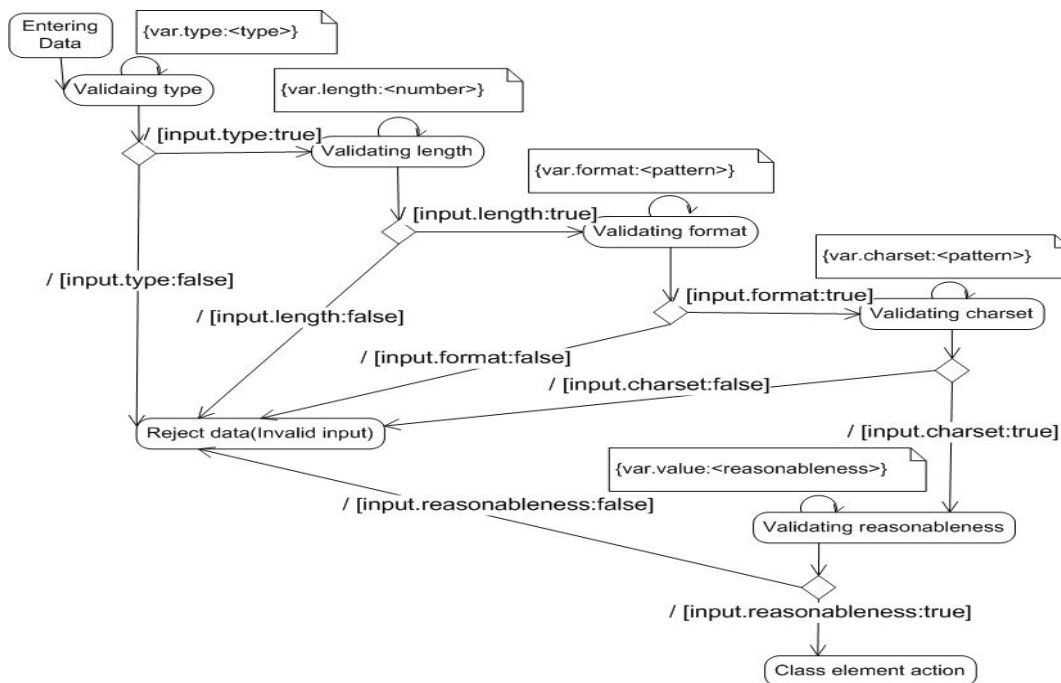 Entering
Data
{var.type:<type>}
Validaing type
{var.length:<number>}
/ [input.type:true]
Validating length
{var.format:<pattern>}
/ [input.length:true]
Validating format
{var.charset:<pattern>}
/ [input.type:false]
/ [input.format:true]
/ [input.length:false]
Validating charset
/ [input.format:false]
/ [input.charset:false]
Reject data(Invalid input)
/ [input.charset:true]
{var.value:<reasonableness>}
/ [input.reasonableness:false]
Validating reasonableness
/ [input.reasonableness:true]
Class element action